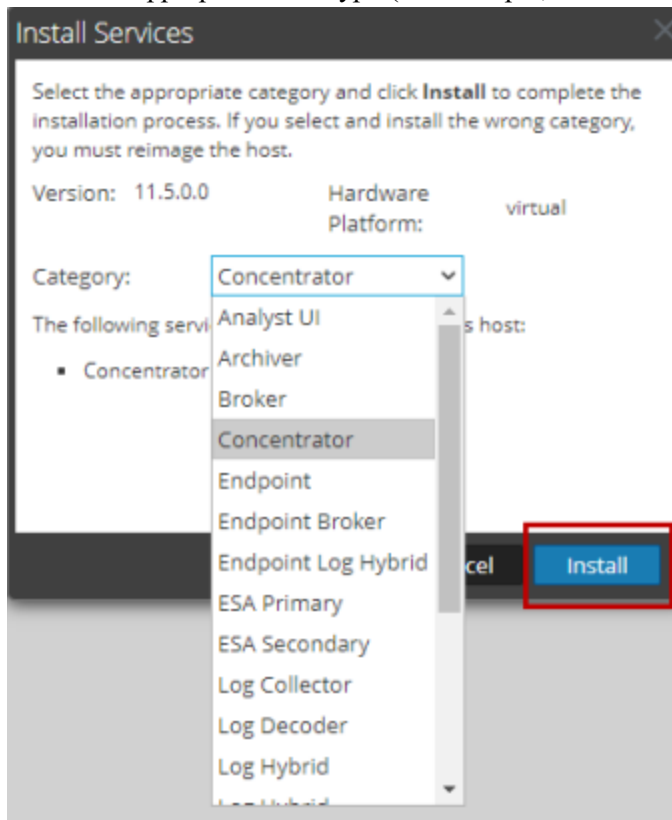 Install Services
Select the appropriate category and click Install to complete the
installation process. If you select and install the wrong category,
you must reimage the host.
Version: 11.5.0.0 Hardware Platform: virtual
Category: Concentrator
The following servi s host:
Concentrator
Analyst UI
Archiver
Broker
Concentrator
Endpoint
Endpoint Broker
Endpoint Log Hybrid
ESA Primary
ESA Secondary
Log Collector
Log Decoder
Log Hybrid
cel Install